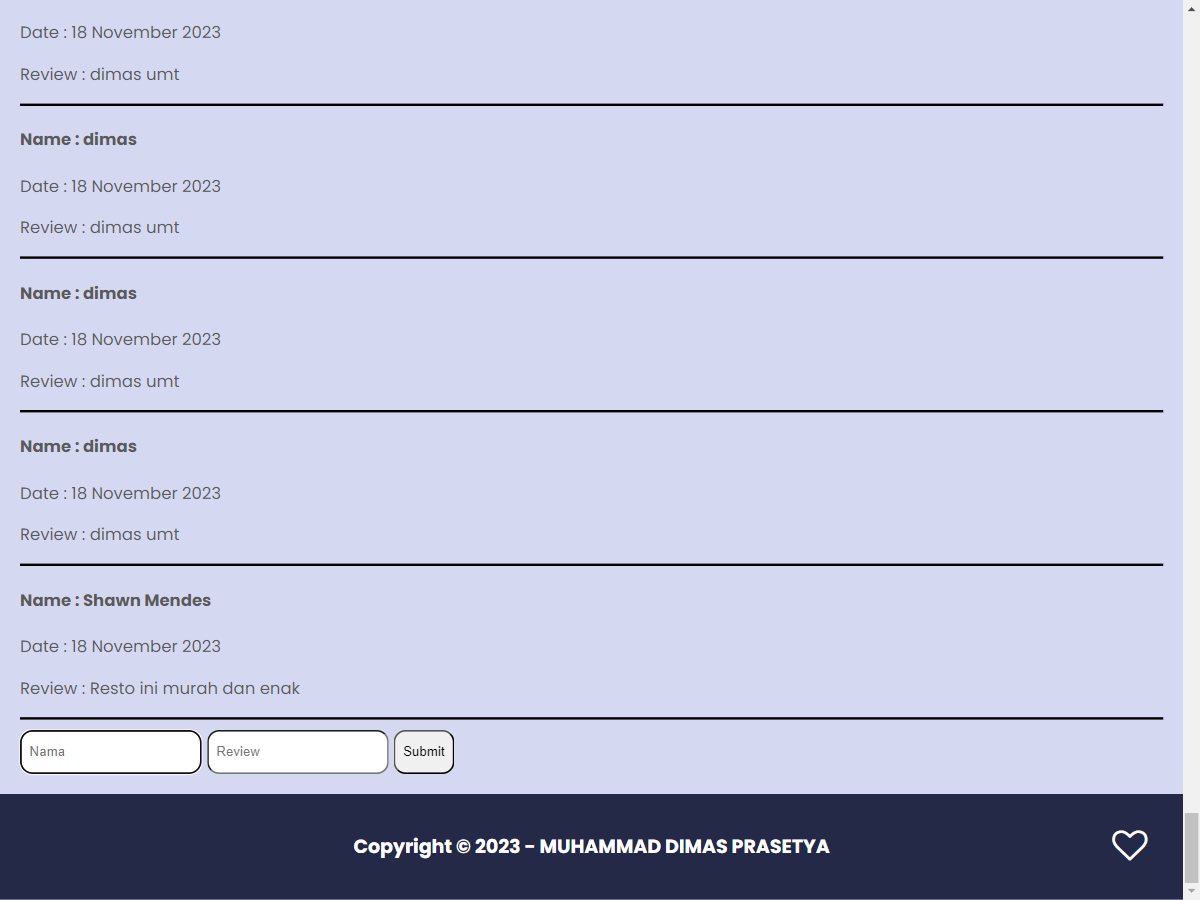 Date : 18 November 2023
Review : dimas umt
Name : dimas
Date : 18 November 2023
Review : dimas umt
Name : dimas
Date : 18 November 2023
Review : dimas umt
Name : dimas
Date : 18 November 2023
Review : dimas umt
Name : Shawn Mendes
Date : 18 November 2023
Review : Resto ini murah dan enak
Nama Review Submit
Copyright © 2023 - MUHAMMAD DIMAS PRASETYA